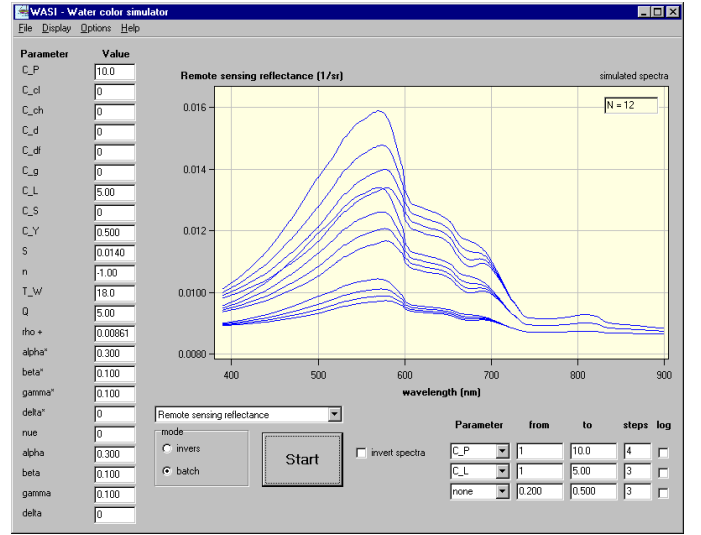 WASI - Water color simulator
File Display Options Help
Parameter Value
C_P 10.0
C_cl 0
C_ch 0
C_d 0
C_df 0
C_g 0
C_L 5.00
C_S 0
C_Y 0.500
S 0.0140
n -1.00
T_W 18.0
Q 5.00
rho + 0.00861
alpha* 0.300
beta* 0.100
gamma* 0.100
delta* 0
nue 0
alpha 0.300
beta 0.100
gamma 0.100
delta 0
Remote sensing reflectance (1/sr) simulated spectra
N = 12
0.016
0.014
0.012
0.0100
0.0080
400 500 600 700 800 900
wavelength (nm)
Remote sensing reflectance
mode
invers
batch
Start
invert spectra
Parameter from to steps log
C_P 1 10.0 4
C_L 1 5.00 3
none 0.200 0.500 3